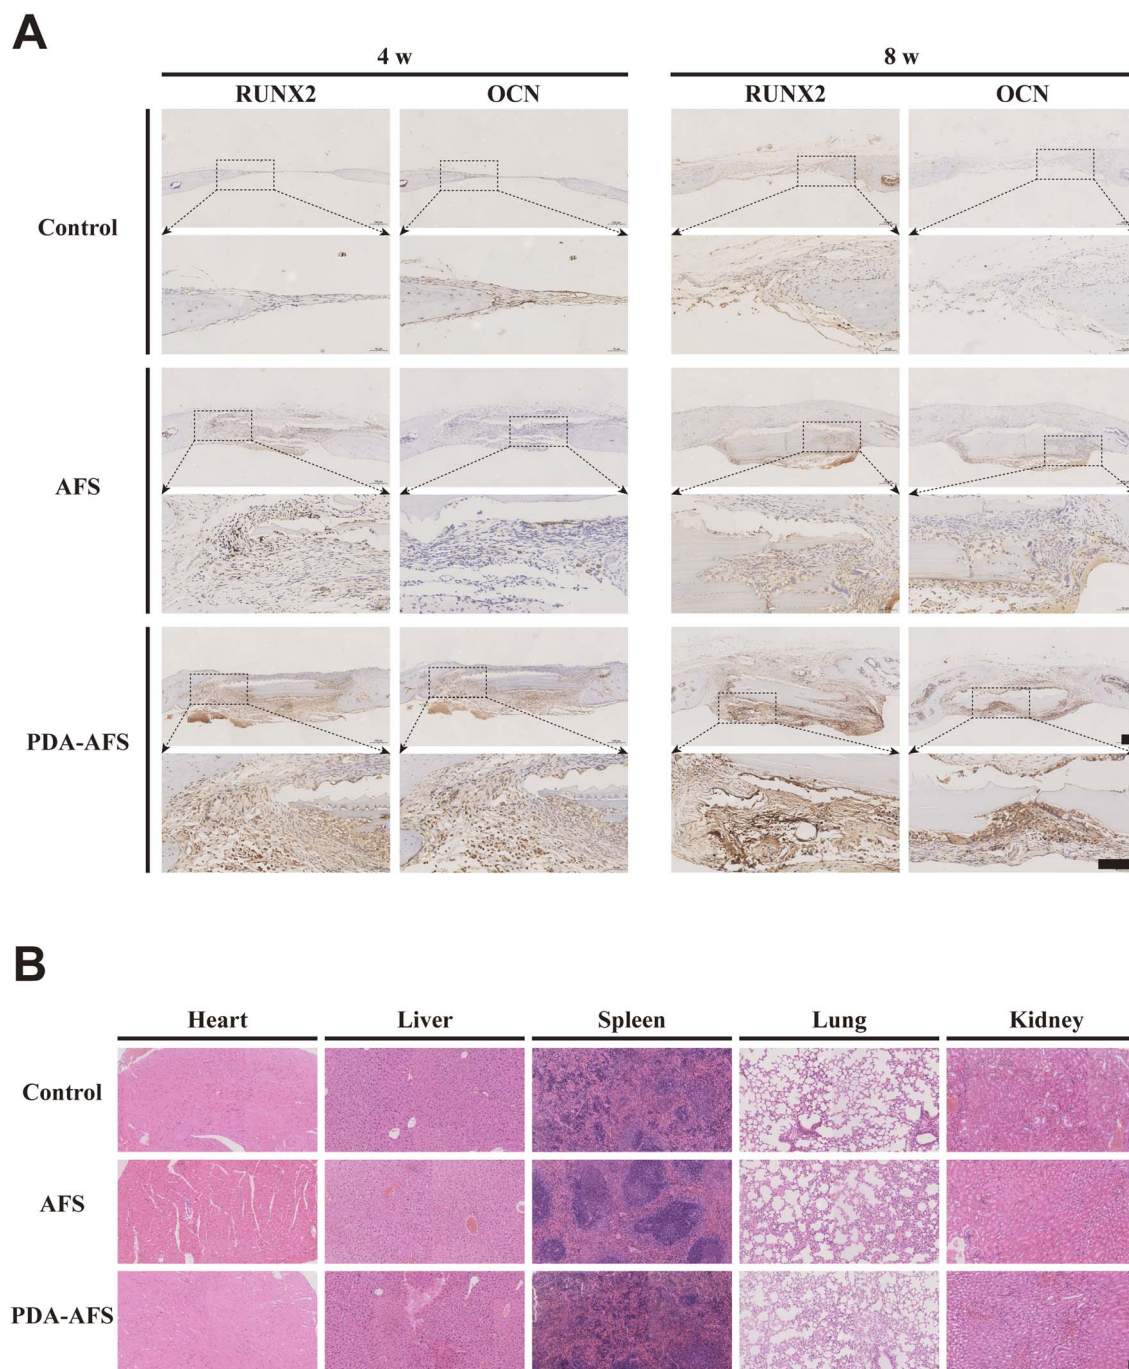 A
4 w 8 w
RUNX2 OCN RUNX2 OCN
Control
AFS
PDA-AFS
B
Heart Liver Spleen Lung Kidney
Control
AFS
PDA-AFS